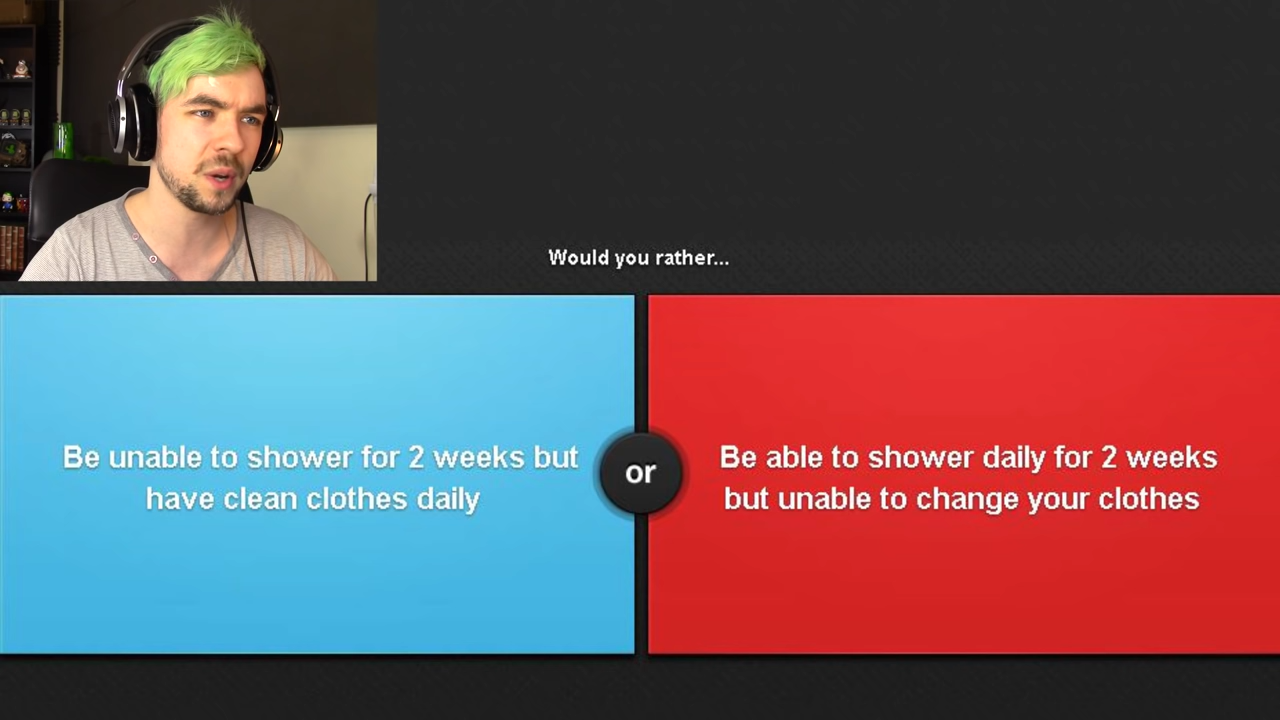 Would you rather...
Be unable to shower for 2 weeks but
have clean clothes daily
or
Be able to shower daily for 2 weeks
but unable to change your clothes